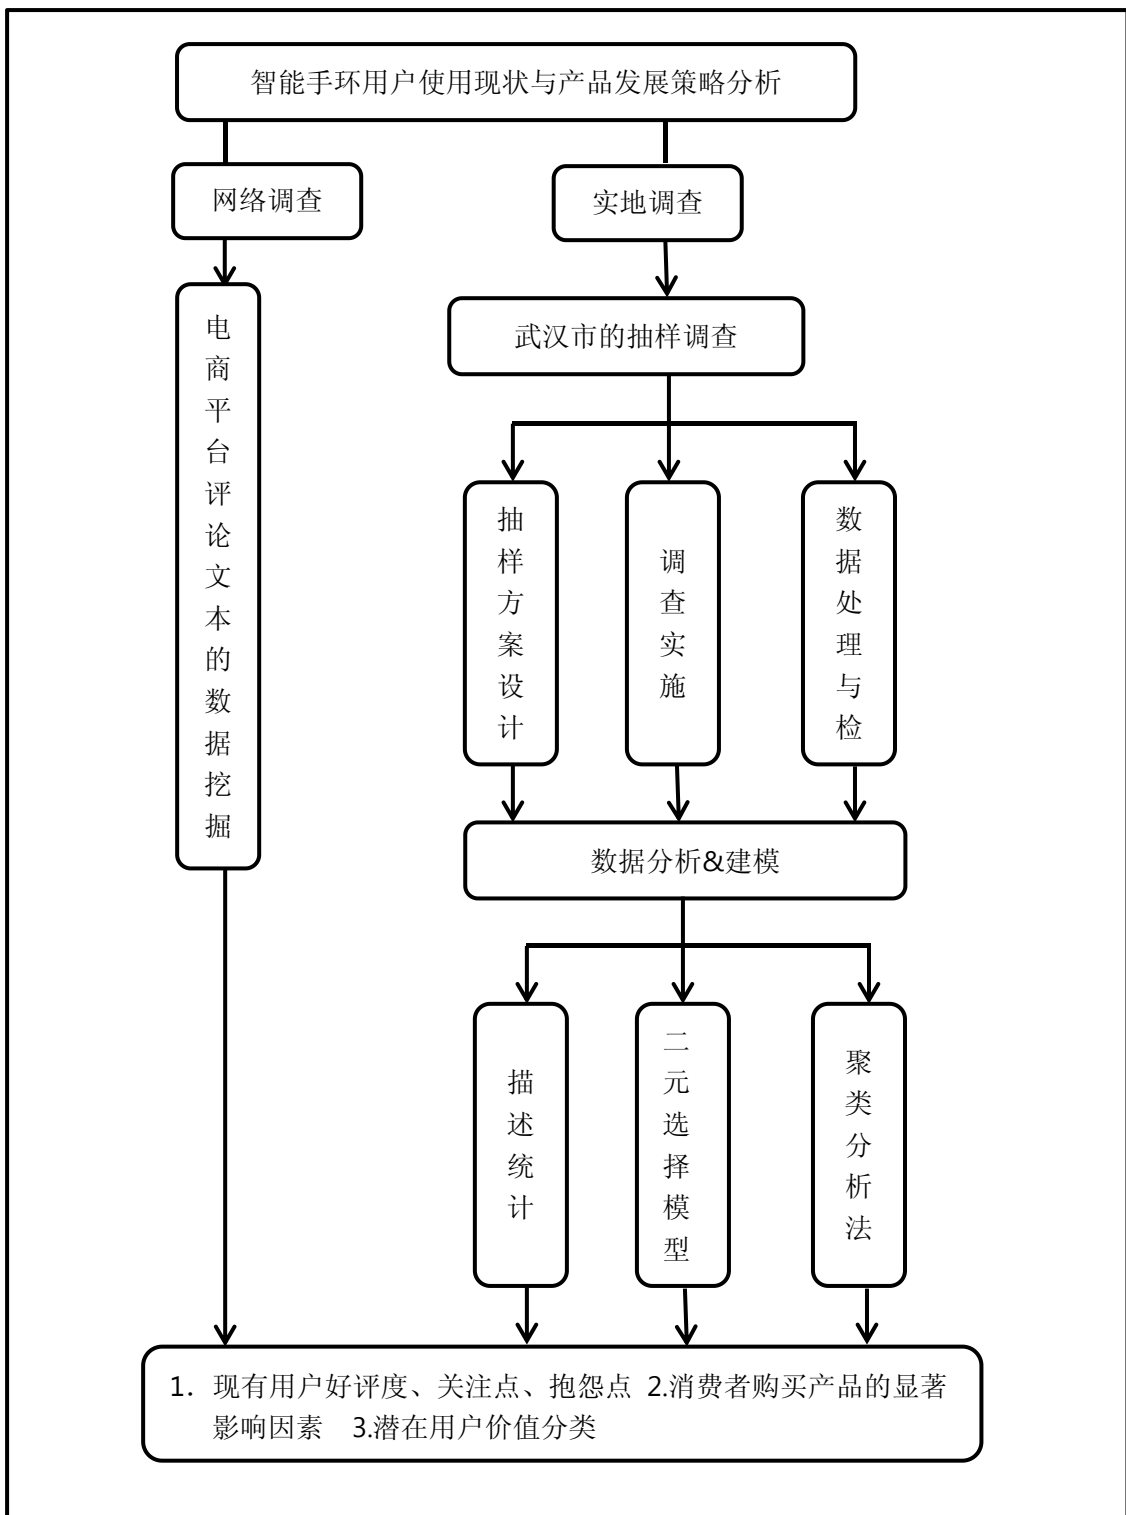 智能手环用户使用现状与产品发展策略分析
网络调查
实地调查
电商平台评论文本的数据挖掘
武汉市的抽样调查
抽样方案设计
调查实施
数据处理与检
数据分析&建模
描述统计
二元选择模型
聚类分析法
1. 现有用户好评度、关注点、抱怨点 2.消费者购买产品的显著
影响因素 3.潜在用户价值分类